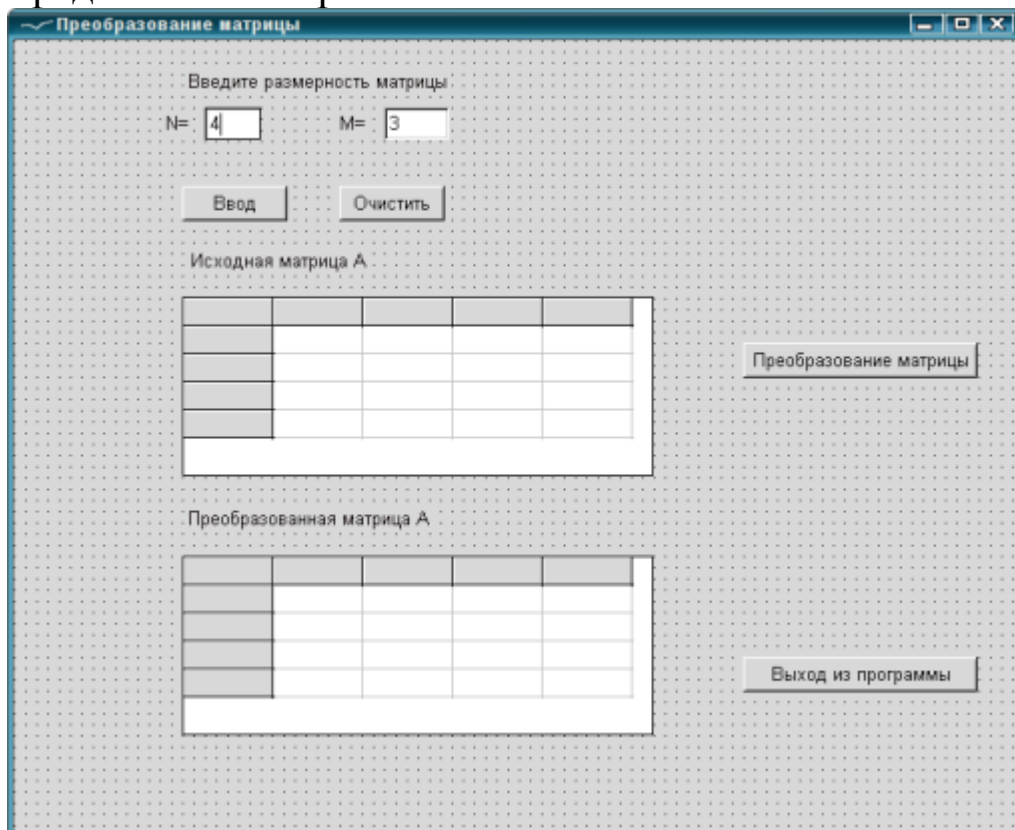 Преобразование матрицы
Введите размерность матрицы
N= 4 M= 3
Ввод Очистить
Исходная матрица A
Преобразование матрицы
Преобразованная матрица A
Выход из программы